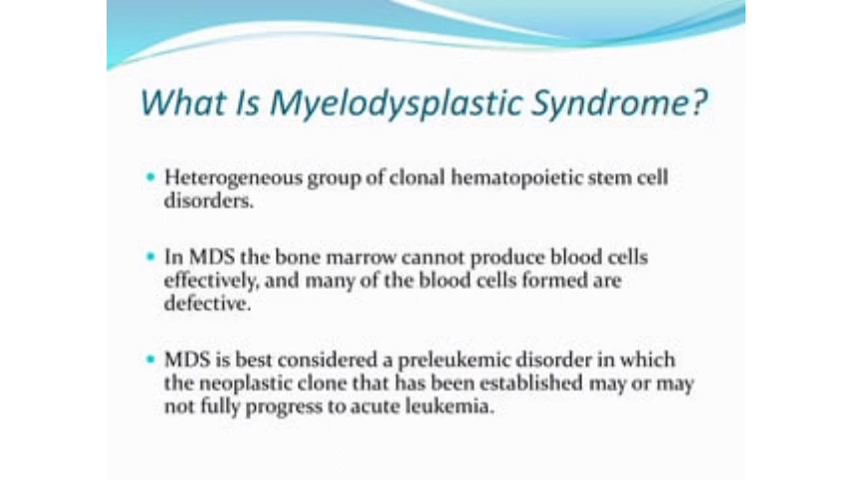 What Is Myelodysplastic Syndrome?
• Heterogeneous group of clonal hematopoietic stem cell
disorders.
• In MDS the bone marrow cannot produce blood cells
effectively, and many of the blood cells formed are
defective.
• MDS is best considered a preleukemic disorder in which
the neoplastic clone that has been established may or may
not fully progress to acute leukemia.